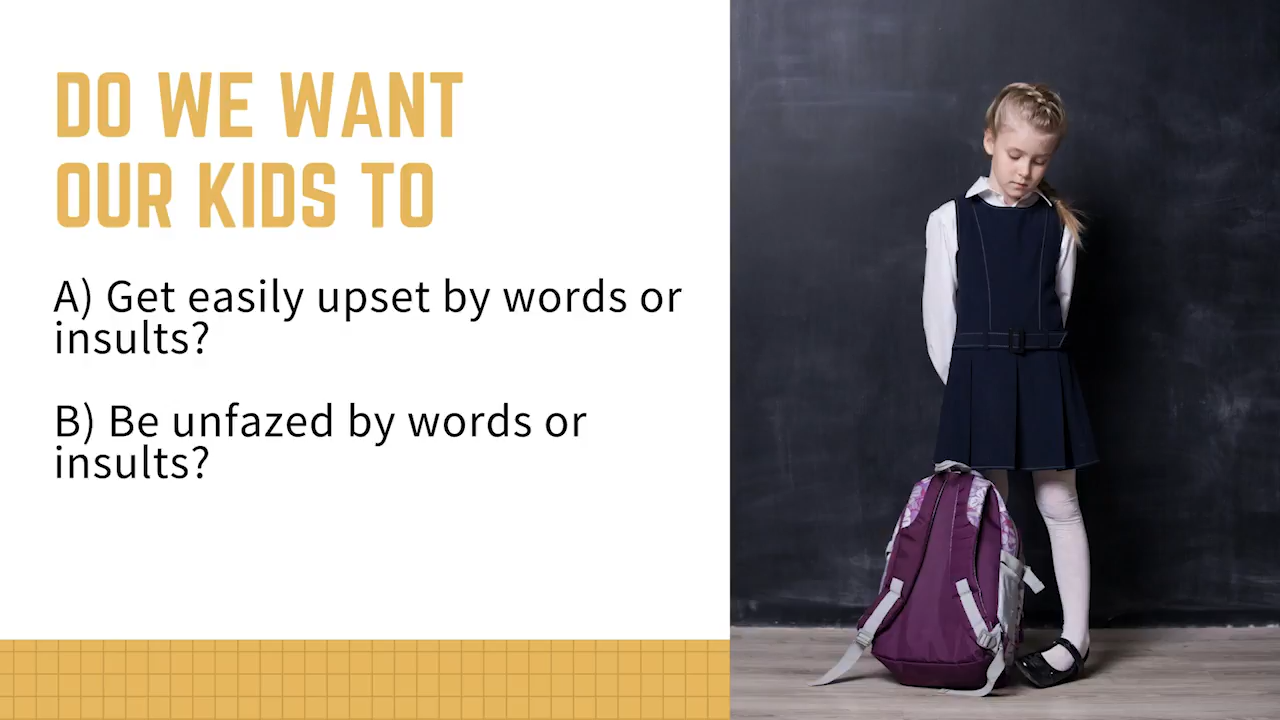 DO WE WANT
OUR KIDS TO
A) Get easily upset by words or
insults?
B) Be unfazed by words or
insults?